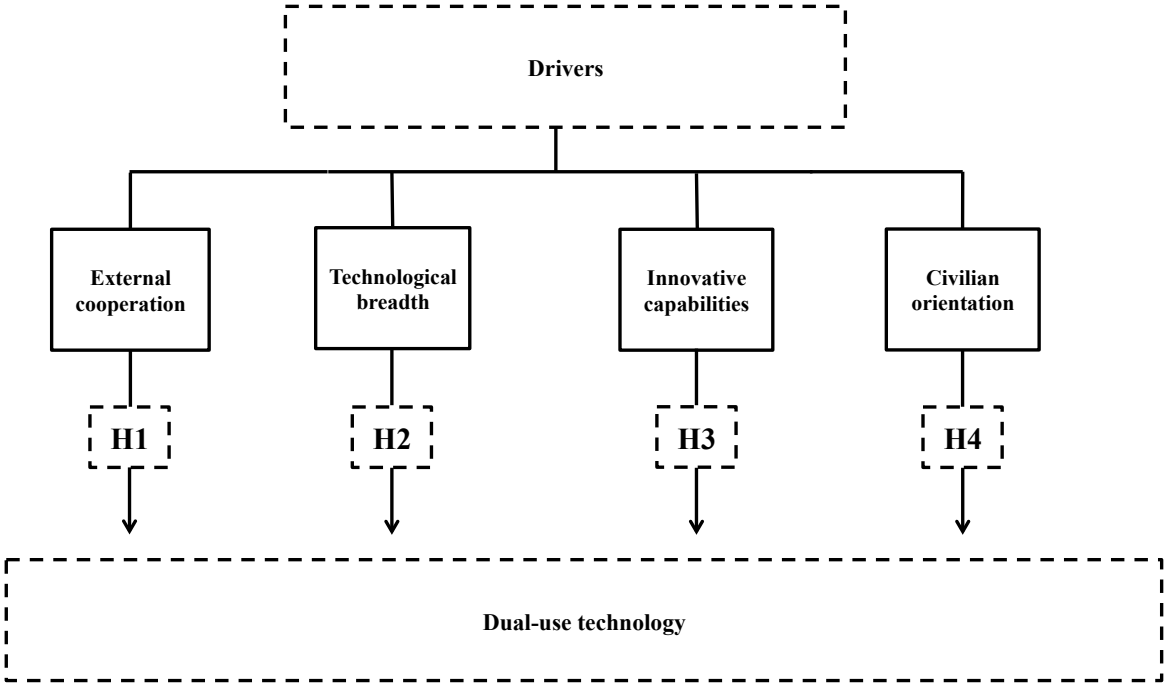 Drivers
External
cooperation
Technological
breadth
Innovative
capabilities
Civilian
orientation
H1
H2
H3
H4
Dual-use technology